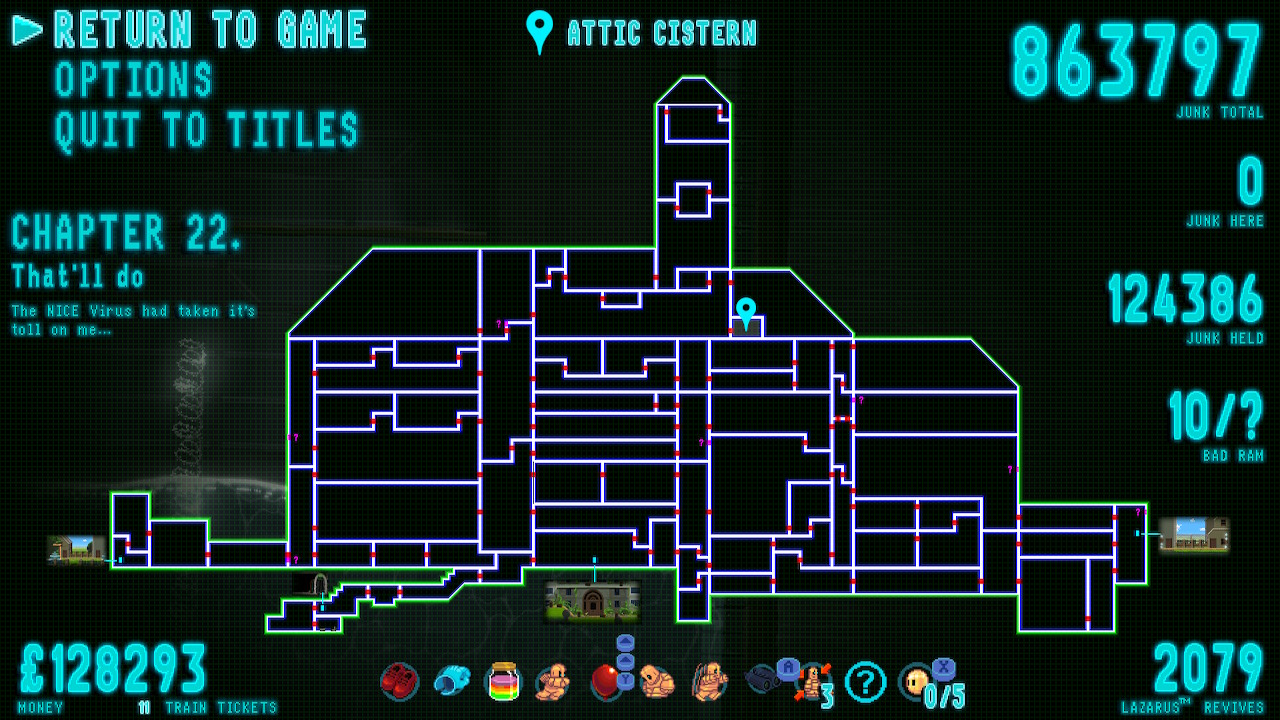 RETURN TO GAME
OPTIONS
QUIT TO TITLES
ATTIC CISTERN
863797
JUNK TOTAL
0
JUNK HERE
124386
JUNK HELD
10/?
BAD RAM
CHAPTER 22.
That'll do
The NICE Virus had taken it's
toll on me...
?
?
?
?
?
?
?
£128293
MONEY
11 TRAIN TICKETS
Y
A
3
?
X
0/5
2079
LAZARUS™ REVIVES